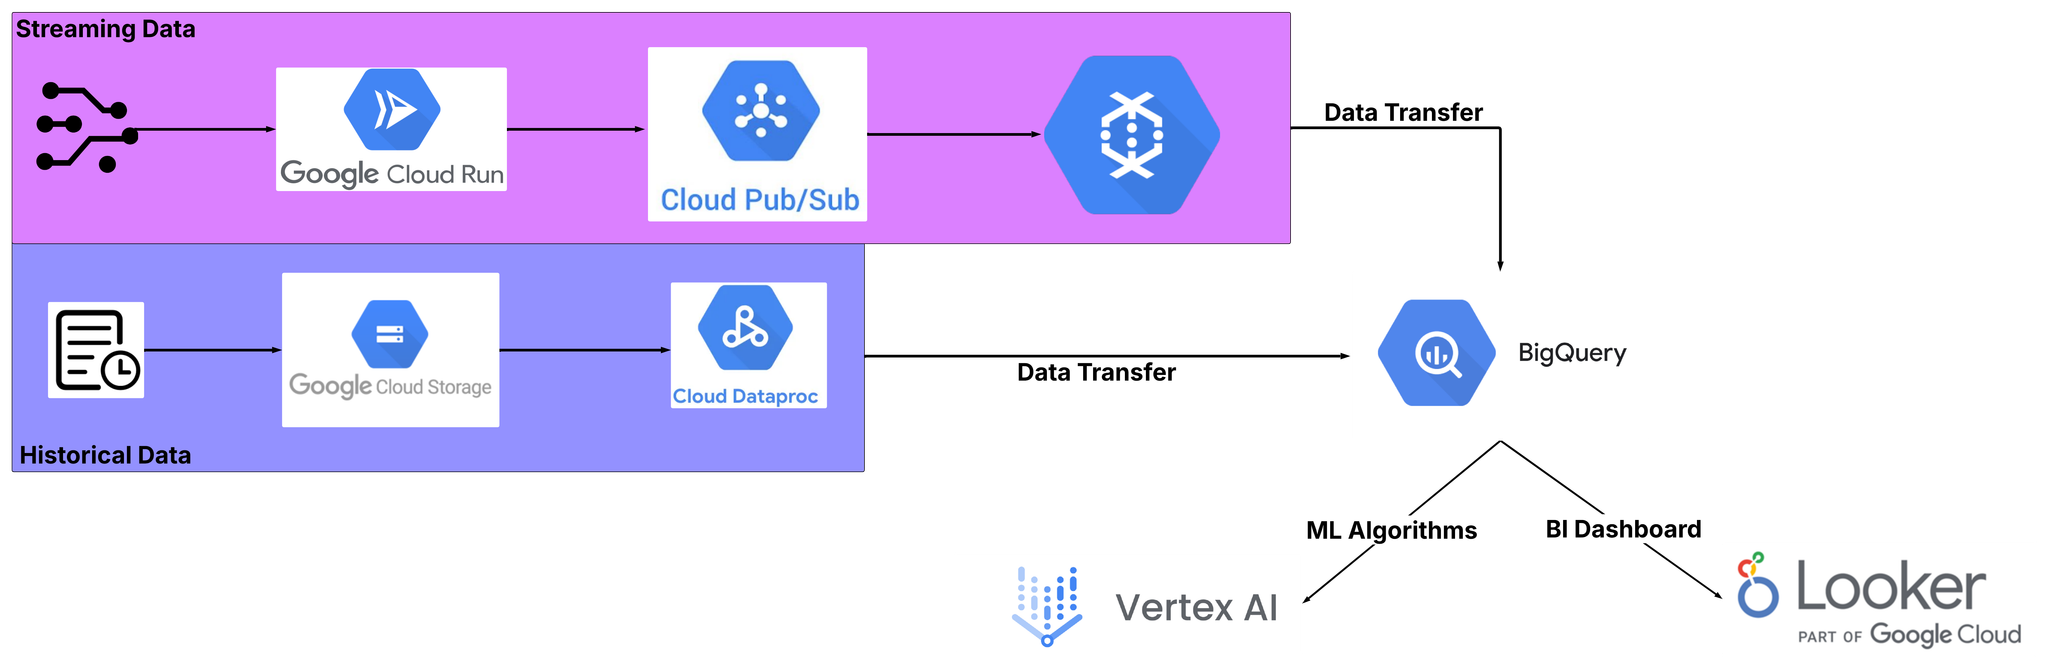 Streaming Data
Google Cloud Run
Cloud Pub/Sub
Data Transfer
Google Cloud Storage
Cloud Dataproc
Data Transfer
BigQuery
Historical Data
ML Algorithms
BI Dashboard
Vertex AI
Looker
PART OF Google Cloud